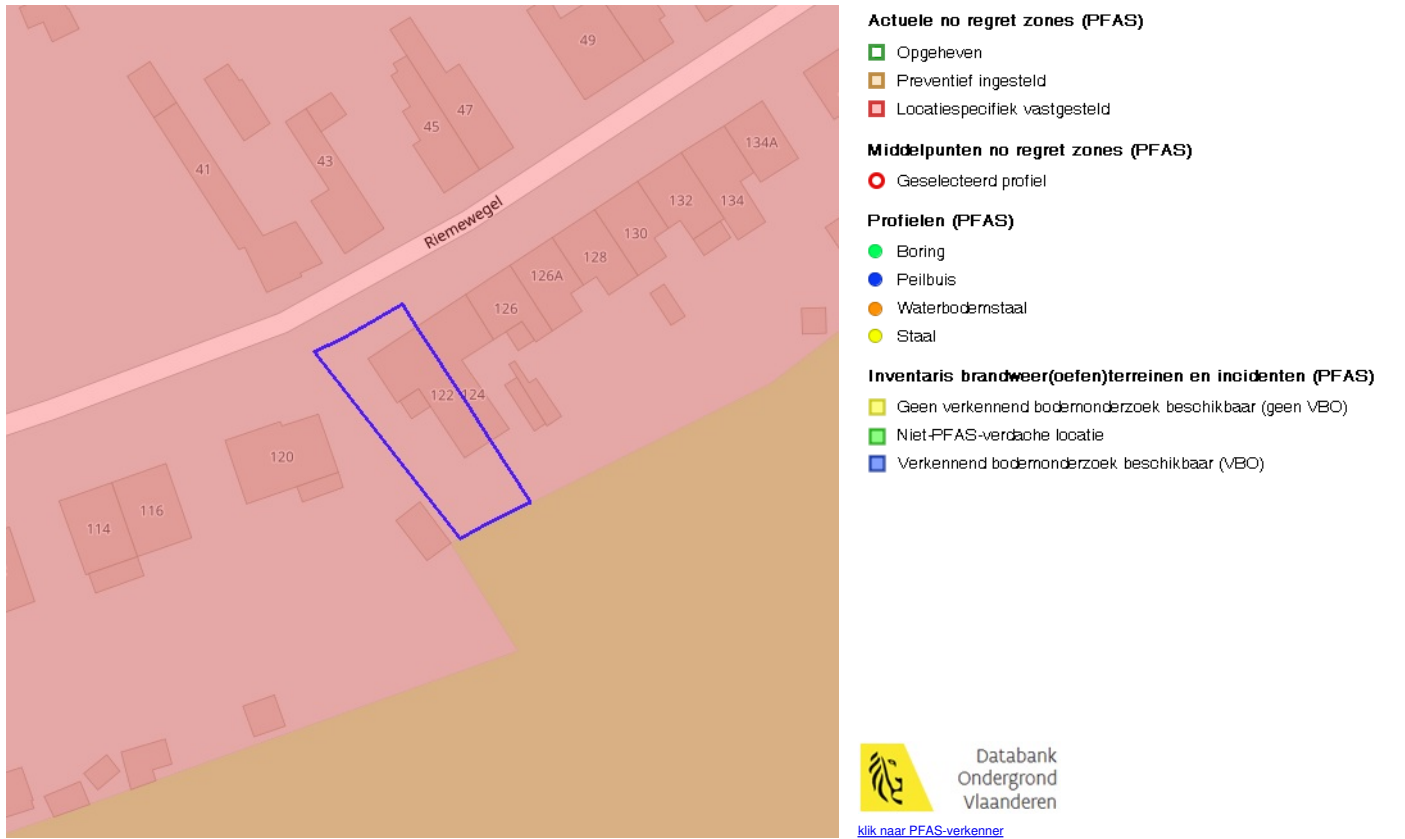 49
47
45
43
41
Riemewegel
134A
134
132
130
128
126A
126
122 124
120
116
114
Actuele no regret zones (PFAS)
Opgeheven
Preventief ingesteld
Locatiespecifiek vastgesteld
Middelpunten no regret zones (PFAS)
Geselecteerd profiel
Profielen (PFAS)
Boring
Peilbuis
Waterbodemstaal
Staal
Inventaris brandweer(oefen)terreinen en incidenten (PFAS)
Geen verkennend bodemonderzoek beschikbaar (geen VBO)
Niet-PFAS-verdache locatie
Verkennend bodemonderzoek beschikbaar (VBO)
Databank
Ondergrond
Vlaanderen
klik naar PFAS-verkenner